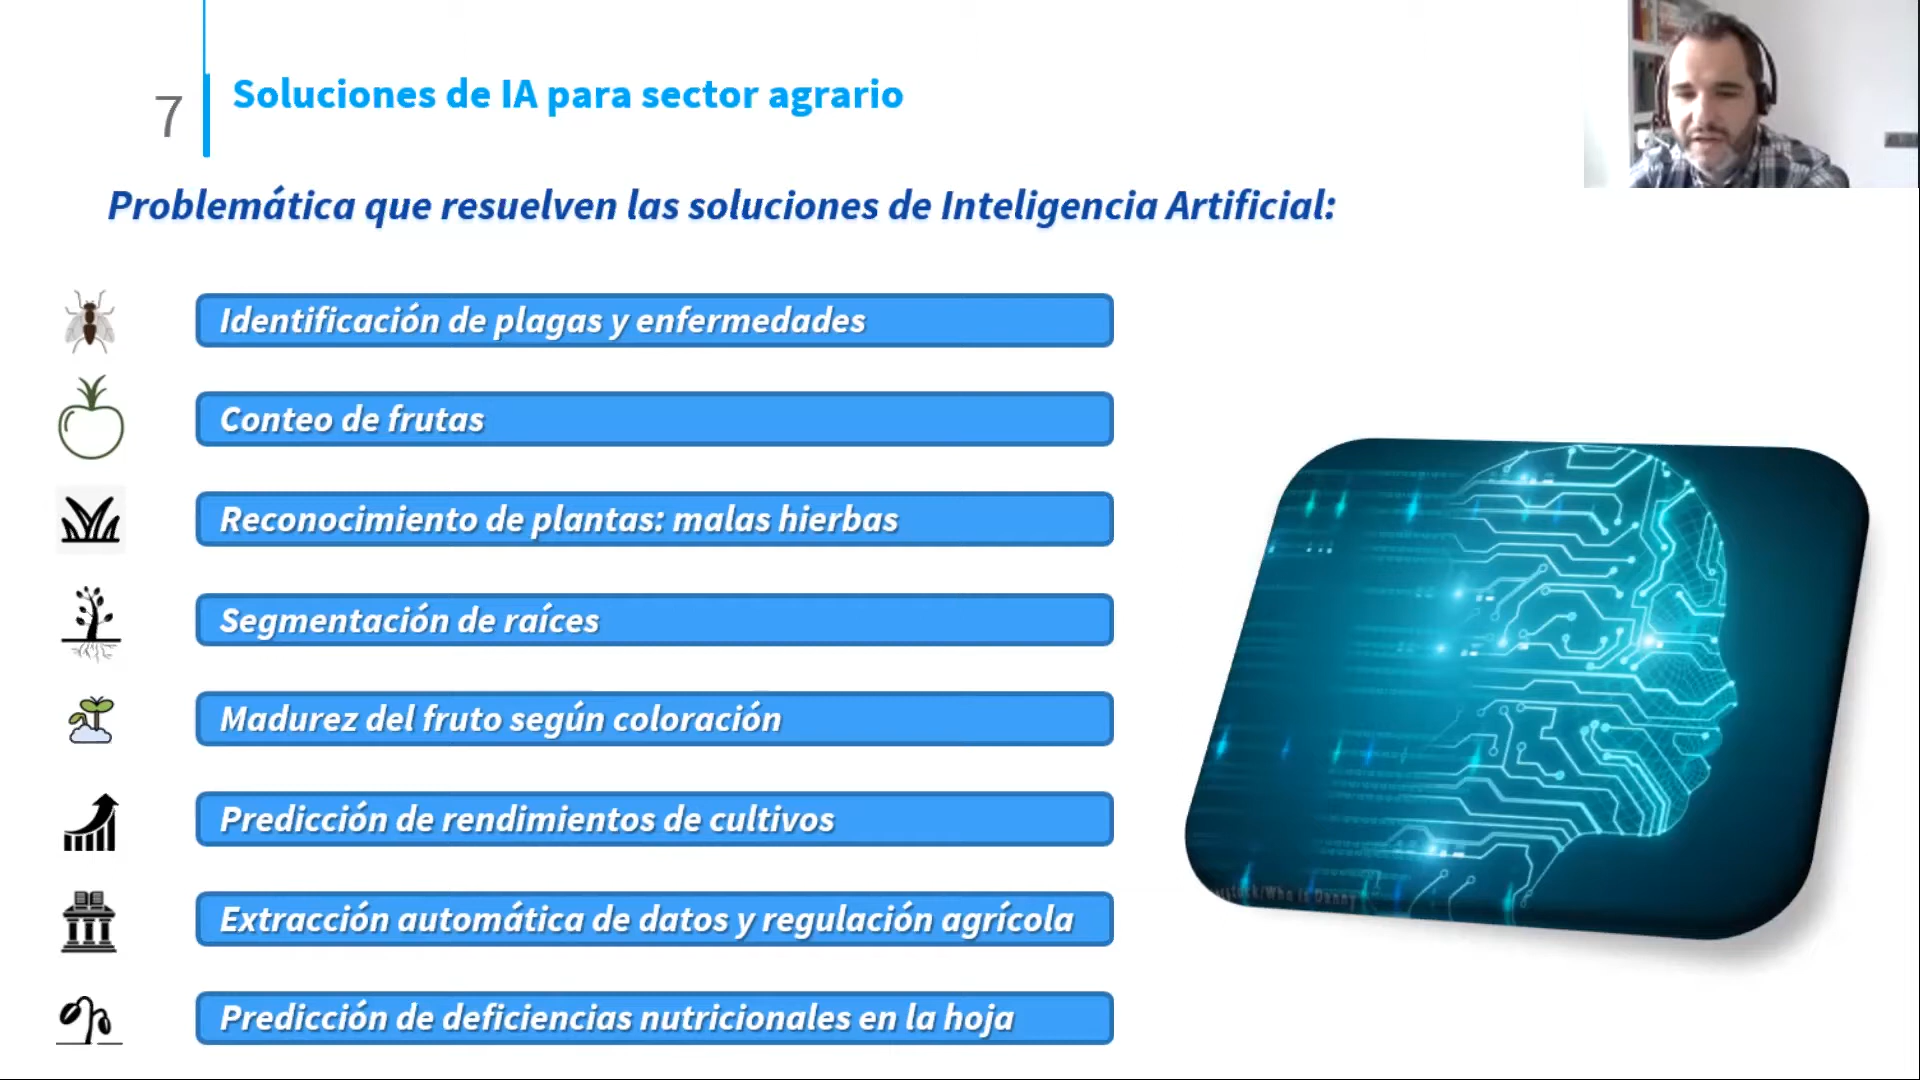 7
Soluciones de IA para sector agrario
Problemática que resuelven las soluciones de Inteligencia Artificial:
Identificación de plagas y enfermedades
Conteo de frutas
Reconocimiento de plantas: malas hierbas
Segmentación de raíces
Madurez del fruto según coloración
Predicción de rendimientos de cultivos
Extracción automática de datos y regulación agrícola
Predicción de deficiencias nutricionales en la hoja